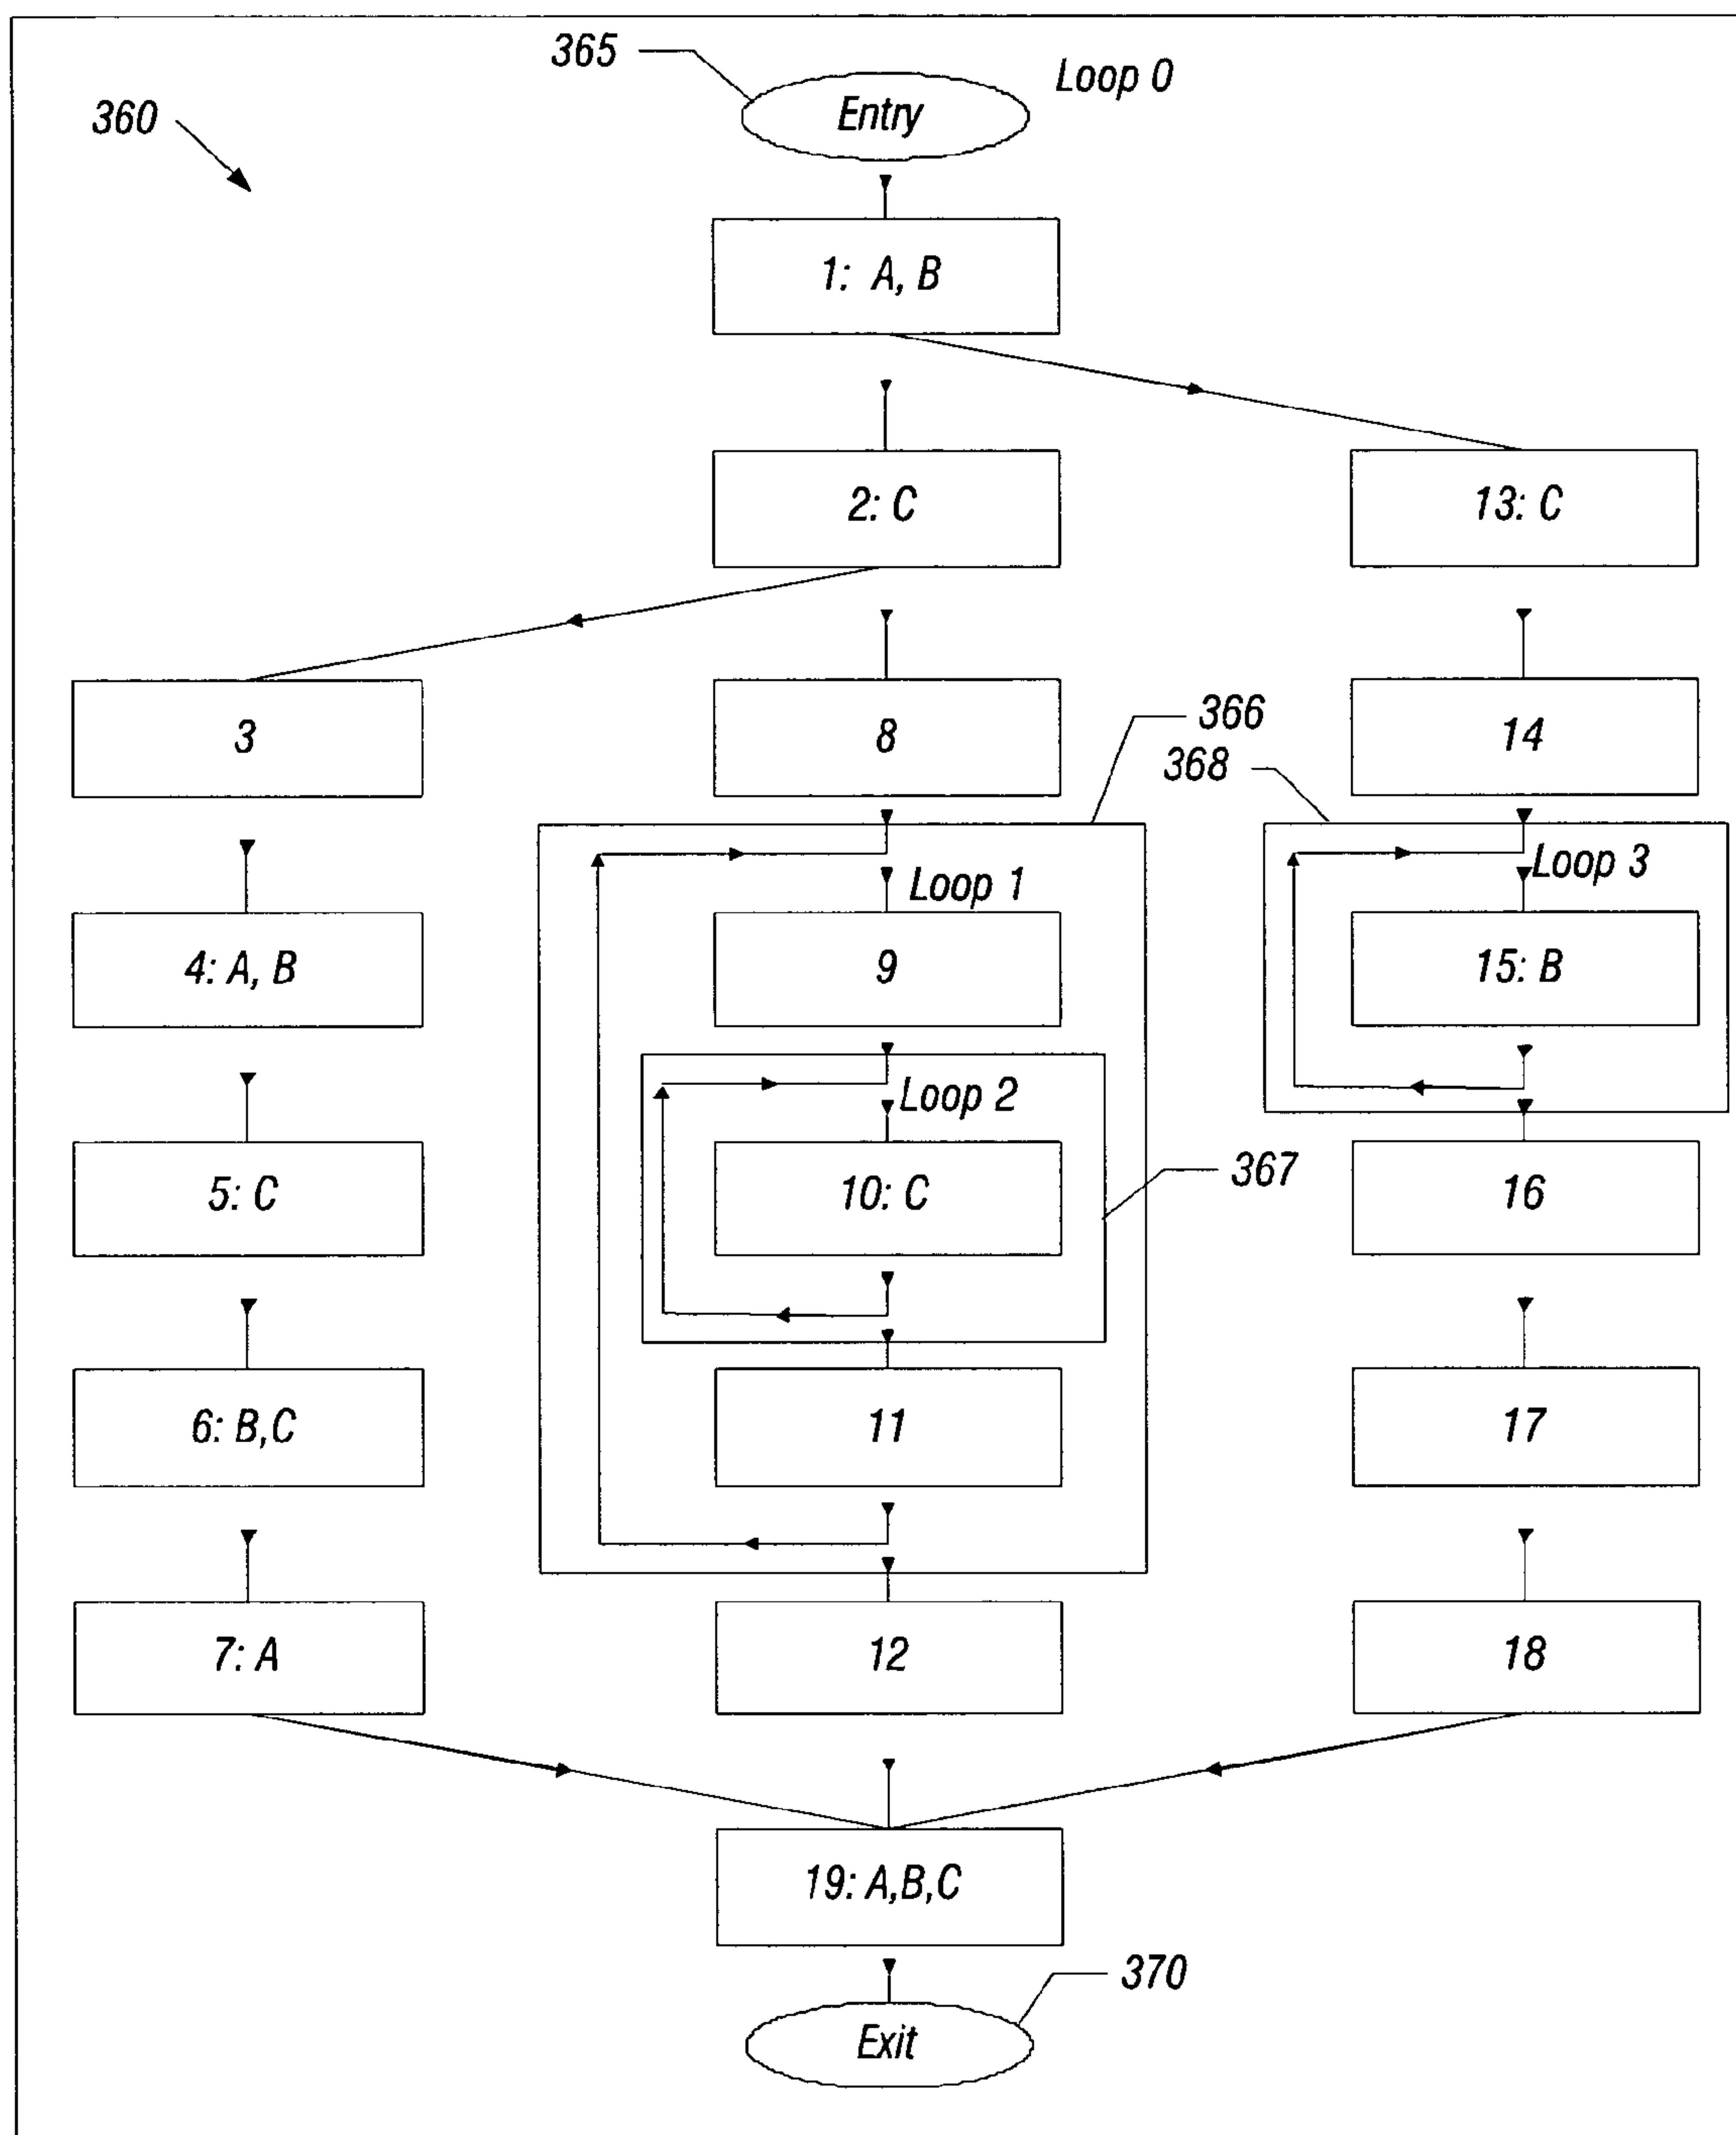 365
Loop 0
Entry
360
1: A, B
2: C
13: C
3
8
366
14
368
Loop 1
Loop 3
4: A, B
9
15: B
Loop 2
5: C
10: C
367
16
6: B,C
11
17
7: A
12
18
19: A,B,C
370
Exit